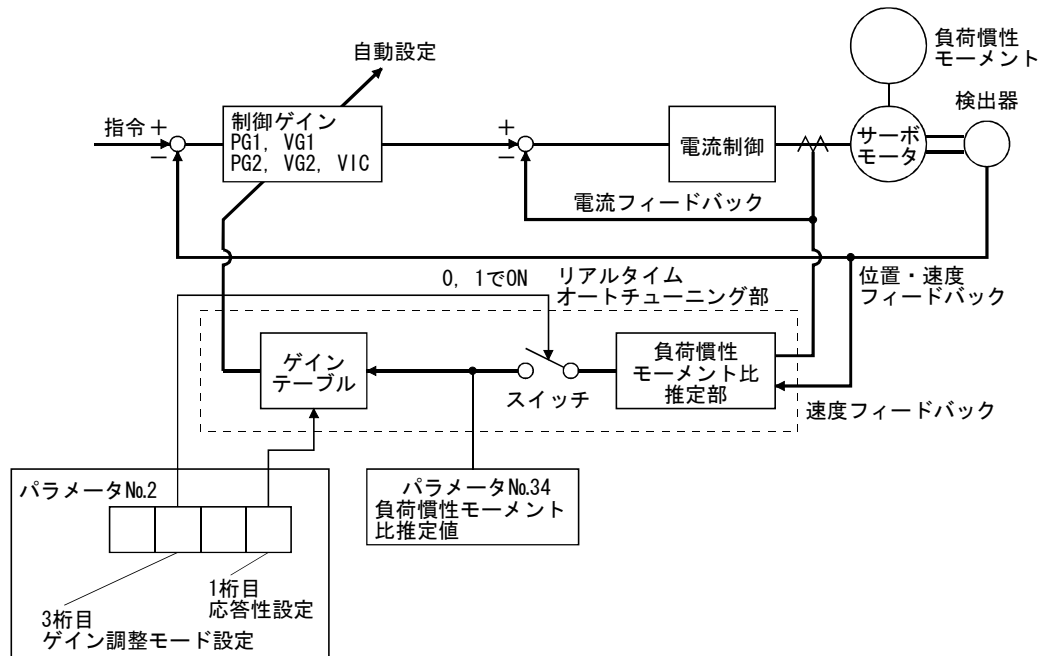 自動設定
負荷慣性
モーメント
検出器
指令
+
−
制御ゲイン
PG1, VG1
PG2, VG2, VIC
+
−
電流制御
サーボ
モータ
電流フィードバック
0, 1でON
リアルタイム
オートチューニング部
位置・速度
フィードバック
ゲイン
テーブル
スイッチ
負荷慣性
モーメント比
推定部
速度フィードバック
パラメータ№2
パラメータ№34
負荷慣性モーメント
比推定値
1桁目
応答性設定
3桁目
ゲイン調整モード設定